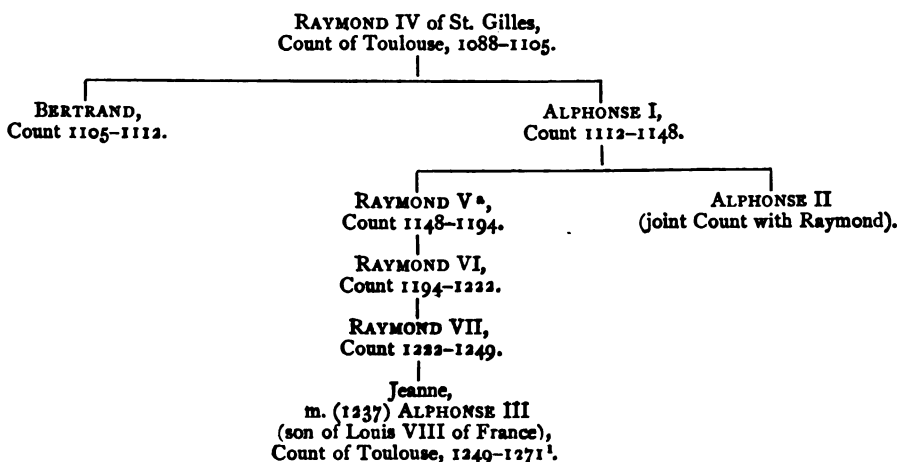 RAYMOND IV of St. Gilles,
Count of Toulouse, 1088–1105.
BERTRAND,
Count 1105–1112.
ALPHONSE I,
Count 1112–1148.
RAYMOND V ²,
Count 1148–1194.
ALPHONSE II
(joint Count with Raymond).
RAYMOND VI,
Count 1194–1222.
RAYMOND VII,
Count 1222–1249.
Jeanne,
m. (1237) ALPHONSE III
(son of Louis VIII of France),
Count of Toulouse, 1249–1271¹.